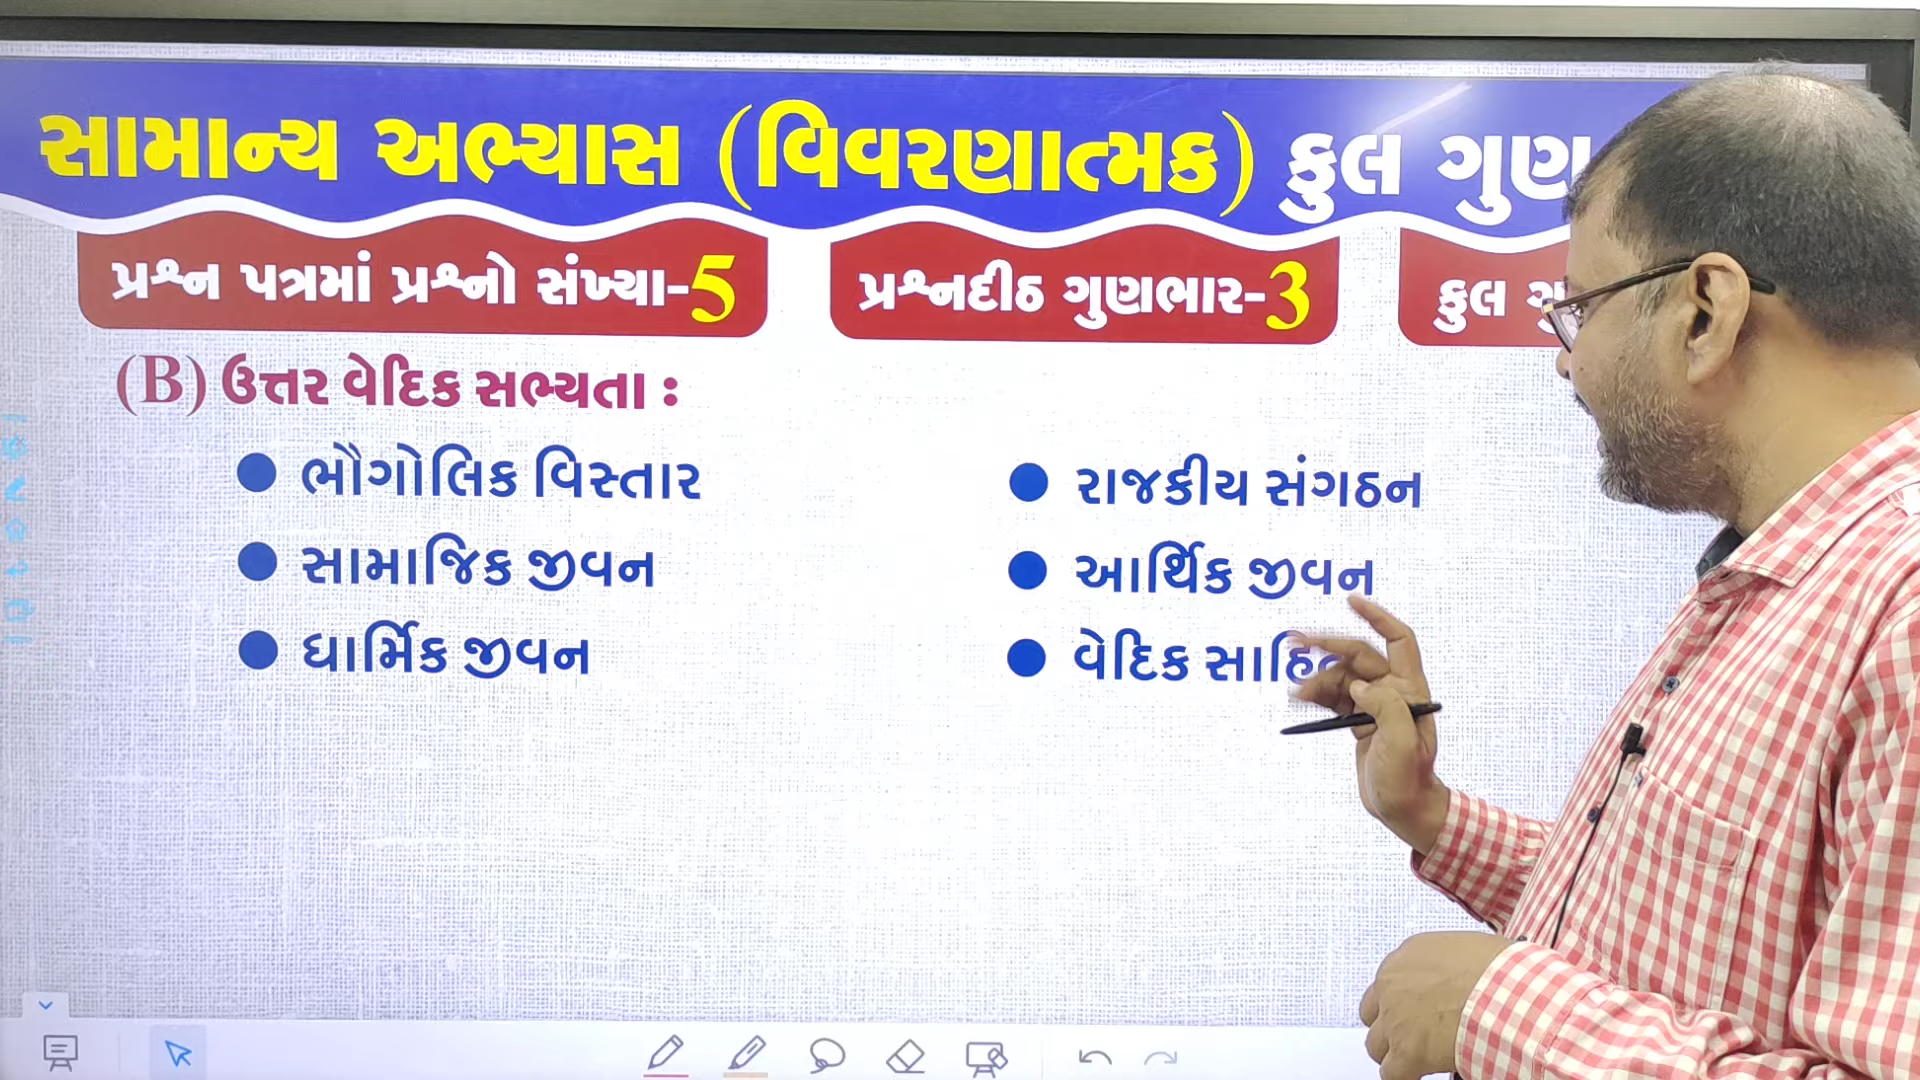 સામાન્ય અભ્યાસ (વિવરણાત્મક) કુલ ગુણ
પ્રશ્ન પત્રમાં પ્રશ્નો સંખ્યા-5
પ્રશ્નદીઠ ગુણભાર-3
કુલ
(B) ઉત્તર વેદિક સભ્યતા :
● ભૌગોલિક વિસ્તાર
● રાજકીય સંગઠન
● સામાજિક જીવન
● આર્થિક જીવન
● ધાર્મિક જીવન
● વેદિક